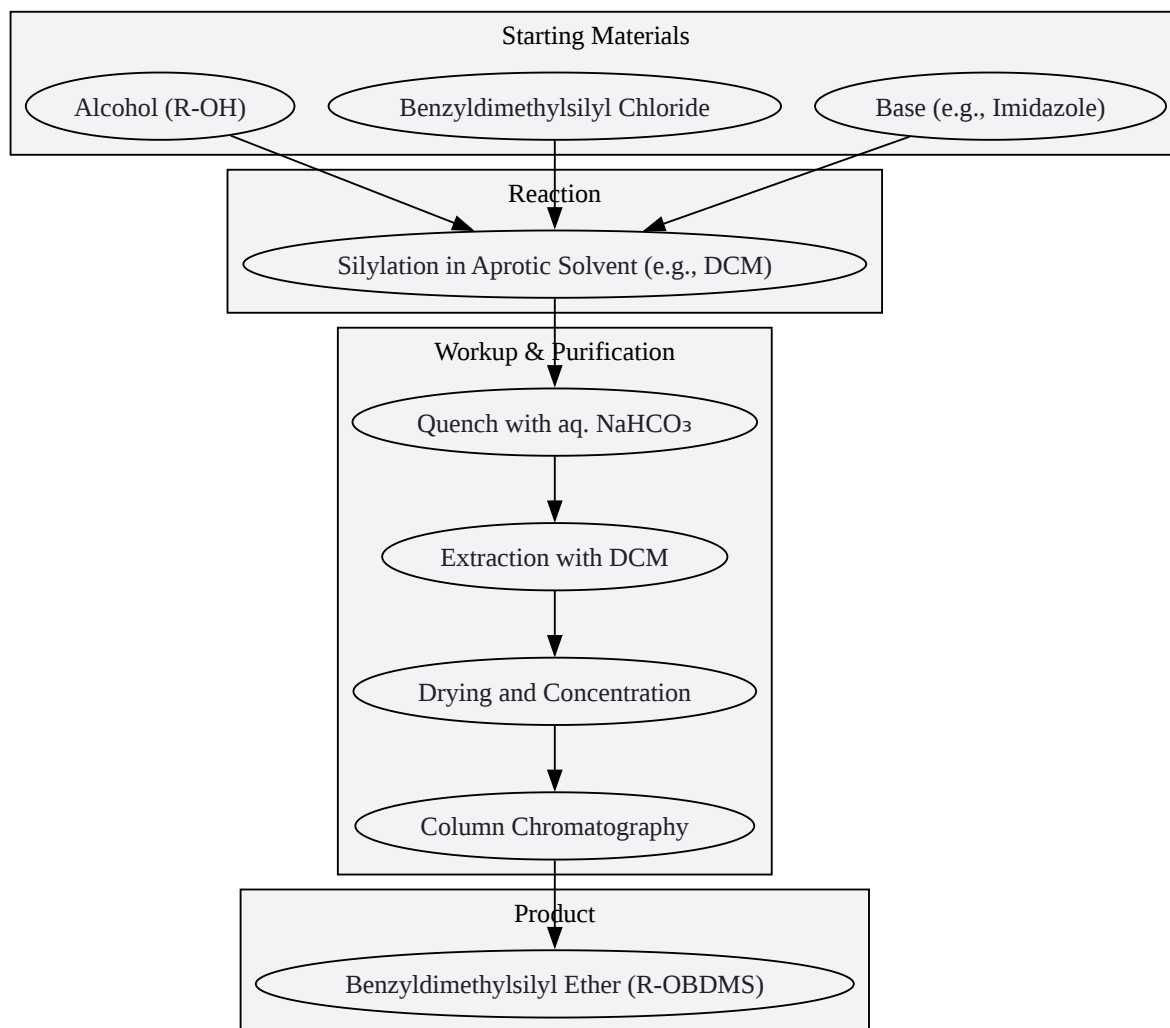 Starting Materials
Alcohol (R-OH)
Benzyldimethylsilyl Chloride
Base (e.g., Imidazole)
Reaction
Silylation in Aprotic Solvent (e.g., DCM)
Workup & Purification
Quench with aq. NaHCO₃
Extraction with DCM
Drying and Concentration
Column Chromatography
Product
Benzyldimethylsilyl Ether (R-OBDMS)